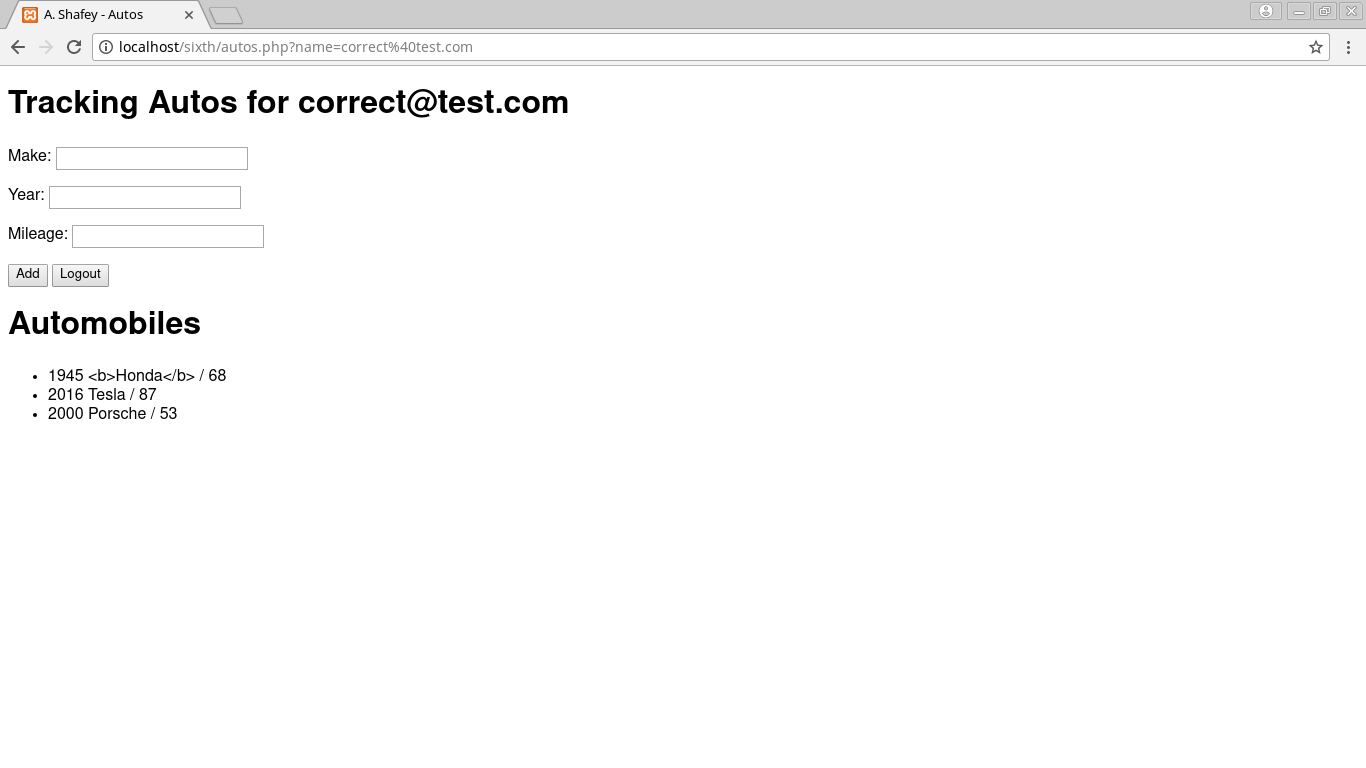 A. Shafey - Autos
localhost/sixth/autos.php?name=correct%40test.com
Tracking Autos for correct@test.com
Make:
Year:
Mileage:
Add Logout
Automobiles
• 1945 <b>Honda</b> / 68
• 2016 Tesla / 87
• 2000 Porsche / 53